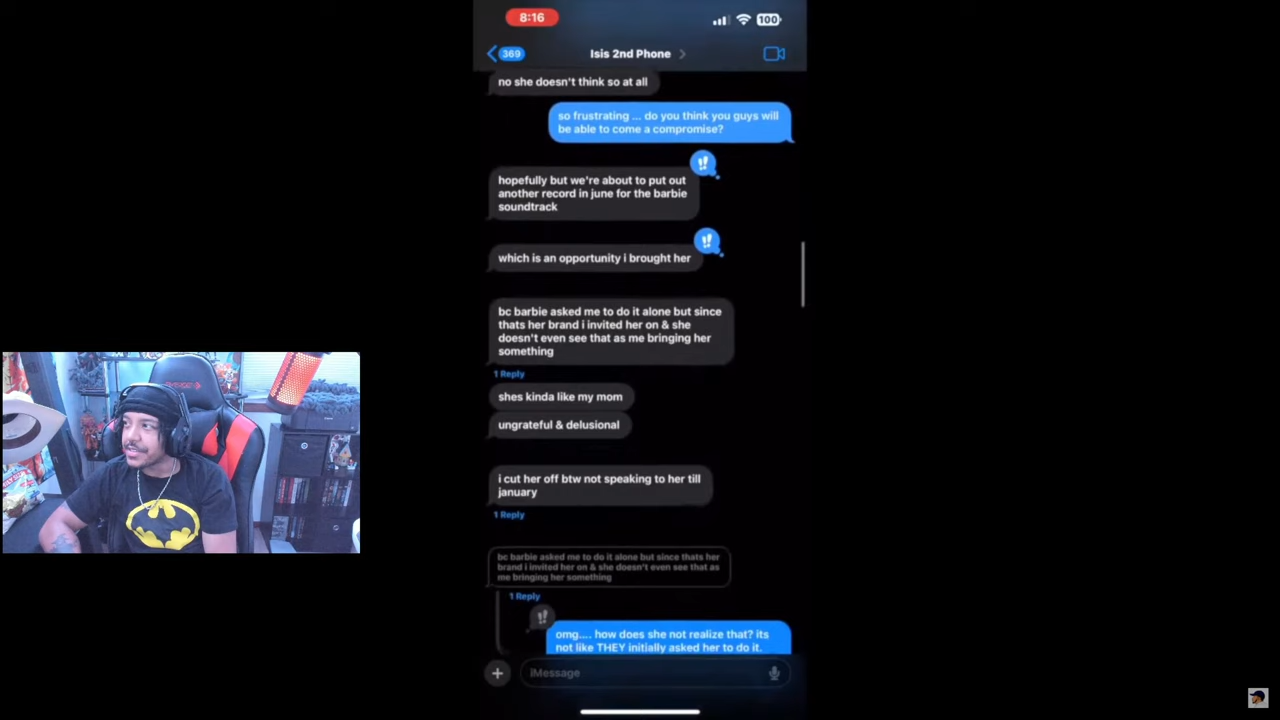 8:16
100
369
Isis 2nd Phone
no she doesn't think so at all
so frustrating ... do you think you guys will
be able to come a compromise?
hopefully but we're about to put out
another record in june for the barbie
soundtrack
which is an opportunity i brought her
bc barbie asked me to do it alone but since
thats her brand i invited her on & she
doesn't even see that as me bringing her
something
1 Reply
shes kinda like my mom
ungrateful & delusional
i cut her off btw not speaking to her till
january
1 Reply
bc barbie asked me to do it alone but since thats her
brand i invited her on & she doesn't even see that as
me bringing her something
1 Reply
omg.... how does she not realize that? its
not like THEY initially asked her to do it.
iMessage